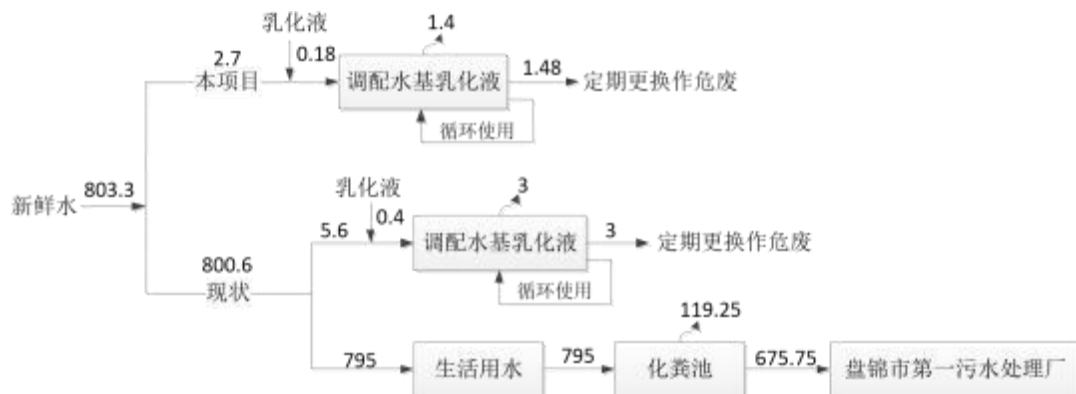 乳化液
0.18
1.4
2.7
本项目
调配水基乳化液
1.48
定期更换作危废
循环使用
新鲜水
803.3
乳化液
0.4
3
5.6
调配水基乳化液
3
定期更换作危废
循环使用
800.6
现状
119.25
795
生活用水
795
化粪池
675.75
盘锦市第一污水处理厂